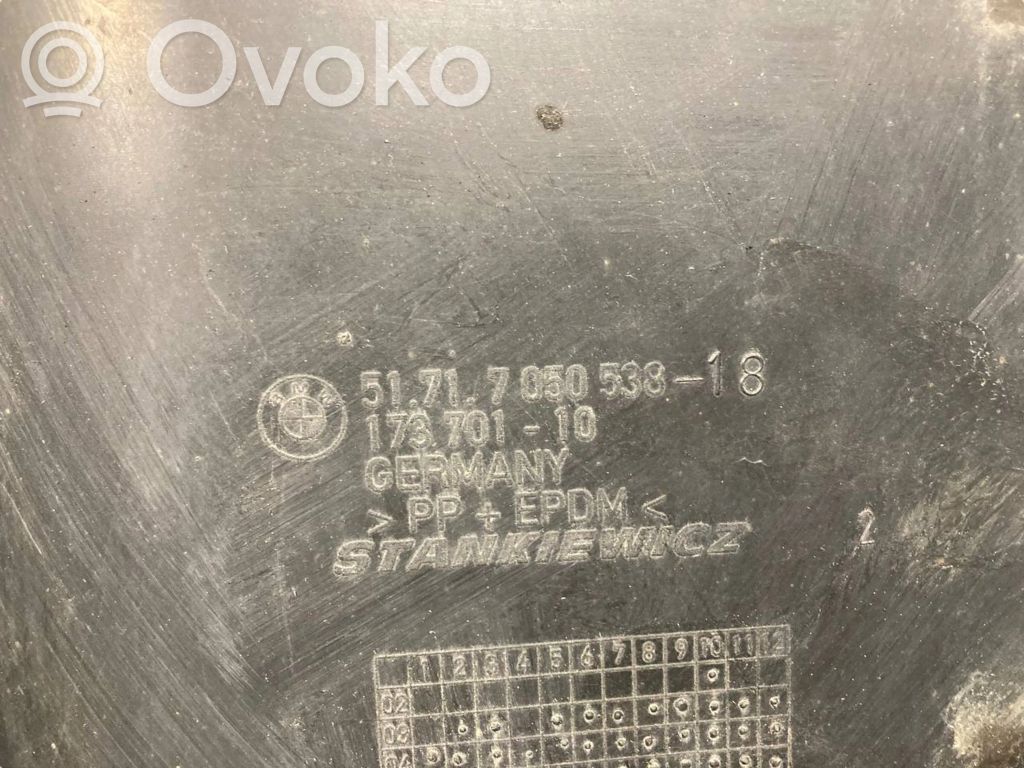 Ovoko
BMW
51.71.7 050 538-18
173 701-10
GERMANY
> PP + EPDM <
STANKIEWICZ
2
1 2 3 4 5 6 7 8 9 10 11 12
02
03
04